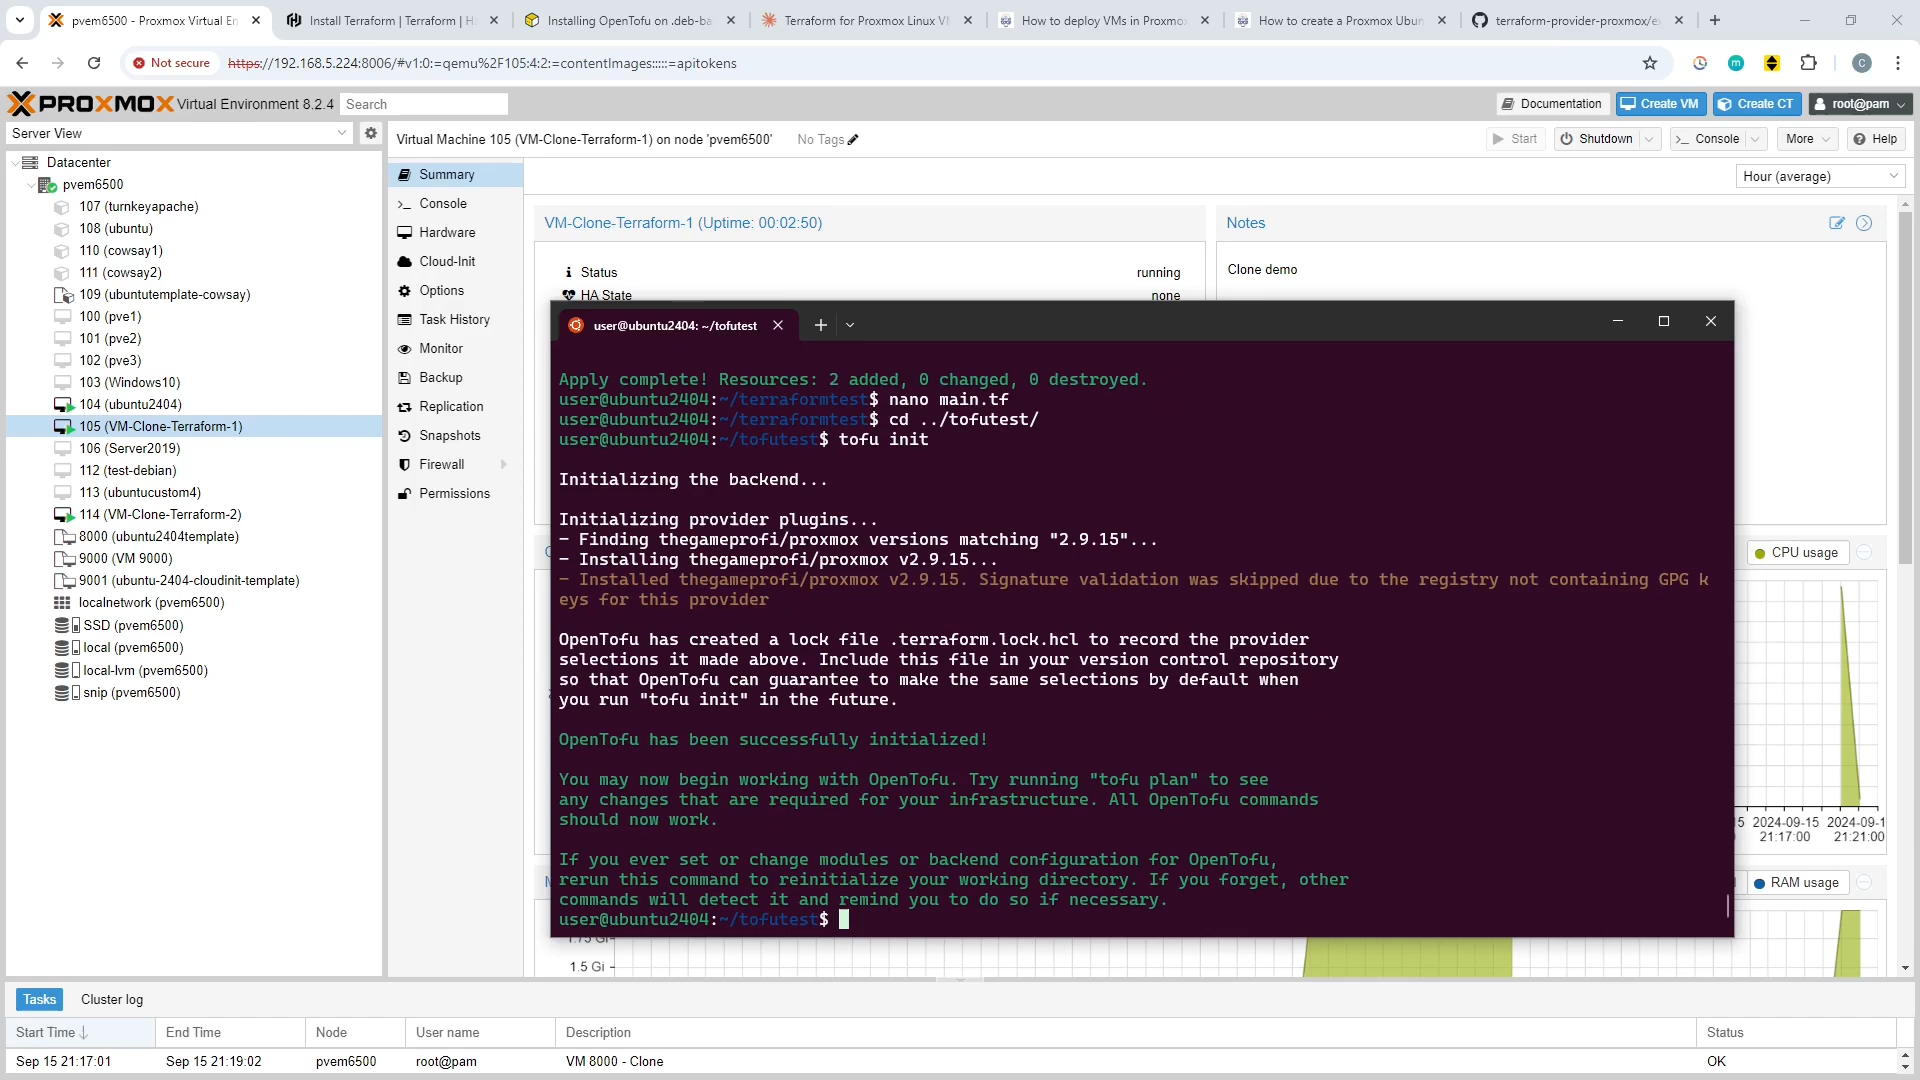 pvem6500 - Proxmox Virtual En
Install Terraform | Terraform | H
Installing OpenTofu on .deb-ba
Terraform for Proxmox Linux V
How to deploy VMs in Proxmo
How to create a Proxmox Ubun
terraform-provider-proxmox/e
Not secure
https://192.168.5.224:8006/#v1:0:=qemu%2F105:4:2:=contentImages:::::=apitokens
C
PROXMOX Virtual Environment 8.2.4
Search
Documentation
Create VM
Create CT
root@pam
Server View
Virtual Machine 105 (VM-Clone-Terraform-1) on node 'pvem6500'
No Tags
Start
Shutdown
Console
More
Help
Datacenter
pvem6500
107 (turnkeyapache)
108 (ubuntu)
110 (cowsay1)
111 (cowsay2)
109 (ubuntutemplate-cowsay)
100 (pve1)
101 (pve2)
102 (pve3)
103 (Windows10)
104 (ubuntu2404)
105 (VM-Clone-Terraform-1)
106 (Server2019)
112 (test-debian)
113 (ubuntucustom4)
114 (VM-Clone-Terraform-2)
8000 (ubuntu2404template)
9000 (VM 9000)
9001 (ubuntu-2404-cloudinit-template)
localnetwork (pvem6500)
SSD (pvem6500)
local (pvem6500)
local-lvm (pvem6500)
snip (pvem6500)
Summary
Console
Hardware
Cloud-Init
Options
Task History
Monitor
Backup
Replication
Snapshots
Firewall
Permissions
Hour (average)
VM-Clone-Terraform-1 (Uptime: 00:02:50)
Status
running
HA State
none
Notes
Clone demo
user@ubuntu2404: ~/tofutest
Apply complete! Resources: 2 added, 0 changed, 0 destroyed.
user@ubuntu2404:~/terraformtest$ nano main.tf
user@ubuntu2404:~/terraformtest$ cd ../tofutest/
user@ubuntu2404:~/tofutest$ tofu init
Initializing the backend...
Initializing provider plugins...
- Finding thegameprofi/proxmox versions matching "2.9.15"...
- Installing thegameprofi/proxmox v2.9.15...
- Installed thegameprofi/proxmox v2.9.15. Signature validation was skipped due to the registry not containing GPG k
eys for this provider
OpenTofu has created a lock file .terraform.lock.hcl to record the provider
selections it made above. Include this file in your version control repository
so that OpenTofu can guarantee to make the same selections by default when
you run "tofu init" in the future.
OpenTofu has been successfully initialized!
You may now begin working with OpenTofu. Try running "tofu plan" to see
any changes that are required for your infrastructure. All OpenTofu commands
should now work.
If you ever set or change modules or backend configuration for OpenTofu,
rerun this command to reinitialize your working directory. If you forget, other
commands will detect it and remind you to do so if necessary.
user@ubuntu2404:~/tofutest$
CPU usage
5 2024-09-15 2024-09-1
21:17:00 21:21:00
RAM usage
1.75 Gi
1.5 Gi
Tasks
Cluster log
Start Time
End Time
Node
User name
Description
Status
Sep 15 21:17:01
Sep 15 21:19:02
pvem6500
root@pam
VM 8000 - Clone
OK